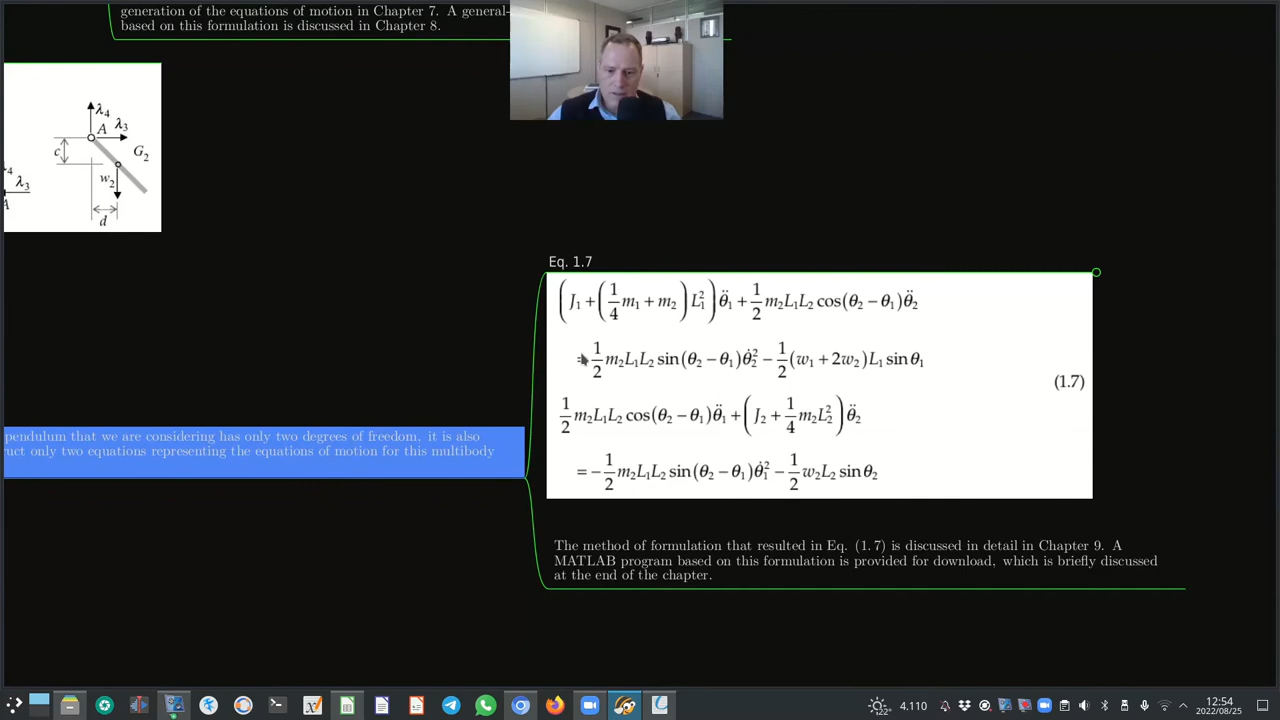 generation of the equations of motion in Chapter 7. A general-
based on this formulation is discussed in Chapter 8.
λ₄
A λ₃
c
G₂
w₂
d
₄
λ₃
A
Eq. 1.7
(J₁ + (1/4 m₁ + m₂) L₁²) θ̈₁ + 1/2 m₂L₁L₂ cos(θ₂ − θ₁) θ̈₂
= 1/2 m₂L₁L₂ sin(θ₂ − θ₁) θ̇₂² − 1/2 (w₁ + 2w₂) L₁ sin θ₁
(1.7)
1/2 m₂L₁L₂ cos(θ₂ − θ₁) θ̈₁ + (J₂ + 1/4 m₂L₂²) θ̈₂
= − 1/2 m₂L₁L₂ sin(θ₂ − θ₁) θ̇₁² − 1/2 w₂L₂ sin θ₂
pendulum that we are considering has only two degrees of freedom, it is also
ruct only two equations representing the equations of motion for this multibody
The method of formulation that resulted in Eq. (1.7) is discussed in detail in Chapter 9. A
MATLAB program based on this formulation is provided for download, which is briefly discussed
at the end of the chapter.
22°
4.110
12:54
2022/08/25